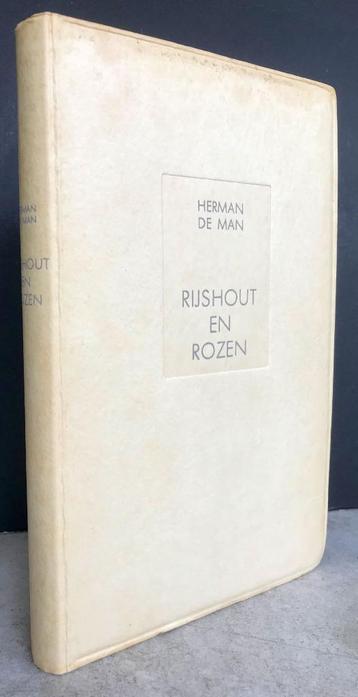 HERMAN
DE MAN
RIJSHOUT
EN
ROZEN